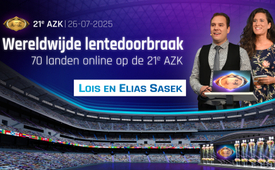 21e AZK | 26-07-2025
Wereldwijde lentedoorbraak
70 landen online op de 21e AZK
Lois en Elias Sasek